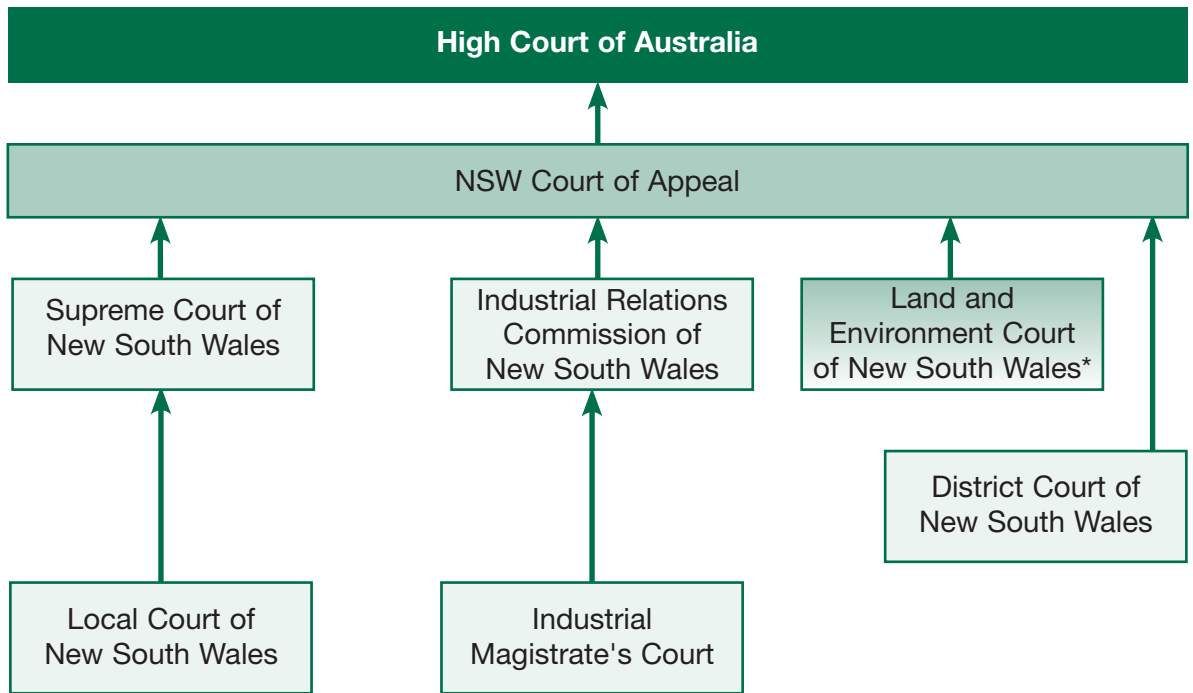 High Court of Australia
NSW Court of Appeal
Supreme Court of
New South Wales
Industrial Relations
Commission of
New South Wales
Land and
Environment Court
of New South Wales*
District Court of
New South Wales
Local Court of
New South Wales
Industrial
Magistrate's Court